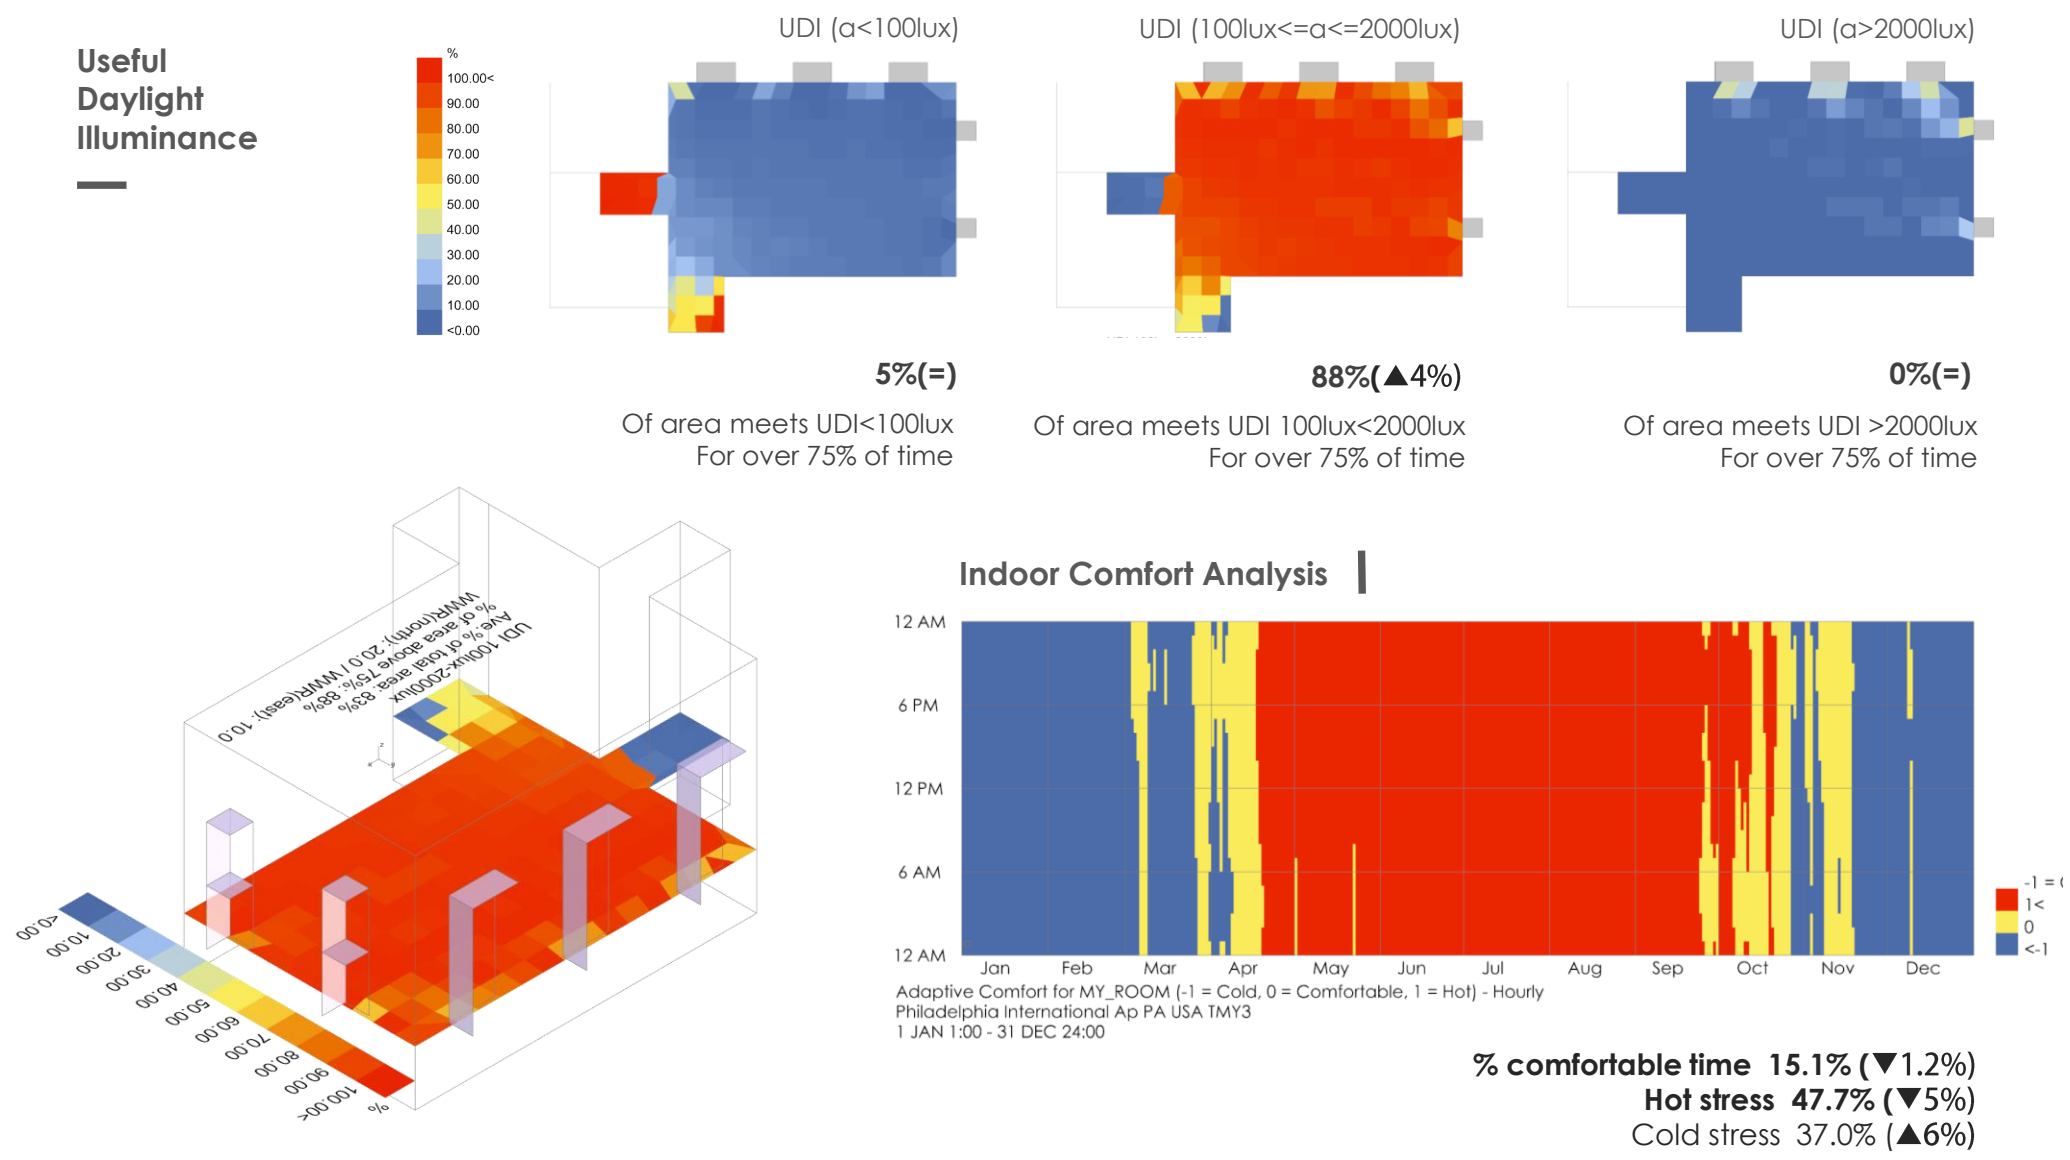 Useful
Daylight
Illuminance
%
100.00<
90.00
80.00
70.00
60.00
50.00
40.00
30.00
20.00
10.00
<0.00
UDI (a<100lux)
UDI (100lux<=a<=2000lux)
UDI (a>2000lux)
5%(=)
Of area meets UDI<100lux
For over 75% of time
88%(▲4%)
Of area meets UDI 100lux<2000lux
For over 75% of time
0%(=)
Of area meets UDI >2000lux
For over 75% of time
UDI 100lux-2000lux
Ave.% of total area: 83%
% of area above 75%: 88%
WWR(north): 20.0 / WWR(east): 10.0
z
<0.00
10.00
20.00
30.00
40.00
50.00
60.00
70.00
80.00
90.00
100.00<
%
Indoor Comfort Analysis
12 AM
6 PM
12 PM
6 AM
12 AM
Jan Feb Mar Apr May Jun Jul Aug Sep Oct Nov Dec
-1 =
1<
0
<-1
Adaptive Comfort for MY_ROOM (-1 = Cold, 0 = Comfortable, 1 = Hot) - Hourly
Philadelphia International Ap PA USA TMY3
1 JAN 1:00 - 31 DEC 24:00
% comfortable time 15.1% (▼1.2%)
Hot stress 47.7% (▼5%)
Cold stress 37.0% (▲6%)